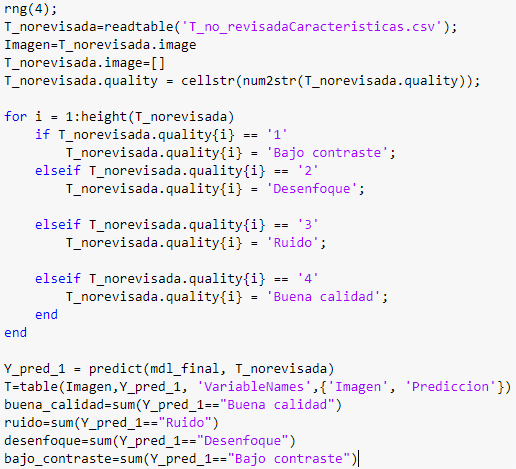 rng(4);
T_norevisada=readtable('T_no_revisadaCaracteristicas.csv');
Imagen=T_norevisada.image
T_norevisada.image=[]
T_norevisada.quality = cellstr(num2str(T_norevisada.quality));
for i = 1:height(T_norevisada)
if T_norevisada.quality{i} == '1'
T_norevisada.quality{i} = 'Bajo contraste';
elseif T_norevisada.quality{i} == '2'
T_norevisada.quality{i} = 'Desenfoque';
elseif T_norevisada.quality{i} == '3'
T_norevisada.quality{i} = 'Ruido';
elseif T_norevisada.quality{i} == '4'
T_norevisada.quality{i} = 'Buena calidad';
end
end
Y_pred_1 = predict(mdl_final, T_norevisada)
T=table(Imagen,Y_pred_1, 'VariableNames',{'Imagen', 'Prediccion'})
buena_calidad=sum(Y_pred_1=="Buena calidad")
ruido=sum(Y_pred_1=="Ruido")
desenfoque=sum(Y_pred_1=="Desenfoque")
bajo_contraste=sum(Y_pred_1=="Bajo contraste")